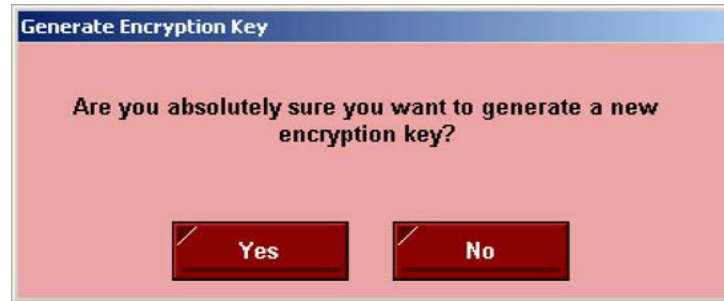 Generate Encryption Key
Are you absolutely sure you want to generate a new
encryption key?
Yes
No